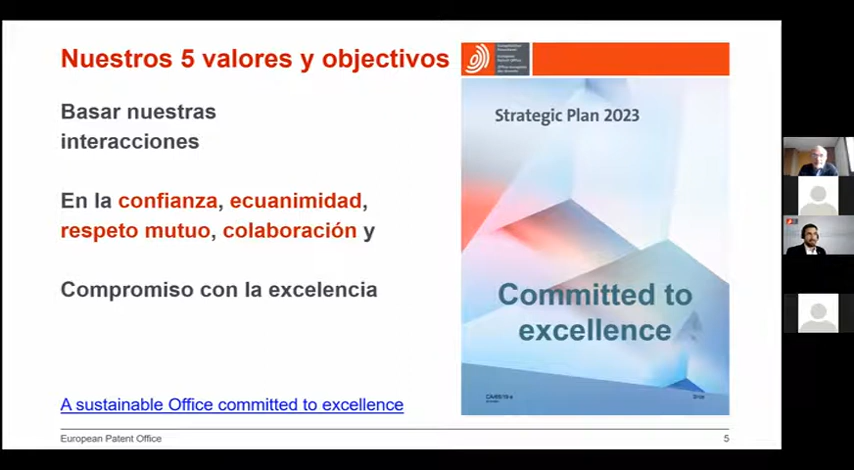 Nuestros 5 valores y objectivos
Basar nuestras
interacciones
En la confianza, ecuanimidad,
respeto mutuo, colaboración y
Compromiso con la excelencia
A sustainable Office committed to excellence
European Patent Office
5
Strategic Plan 2023
Committed to
excellence